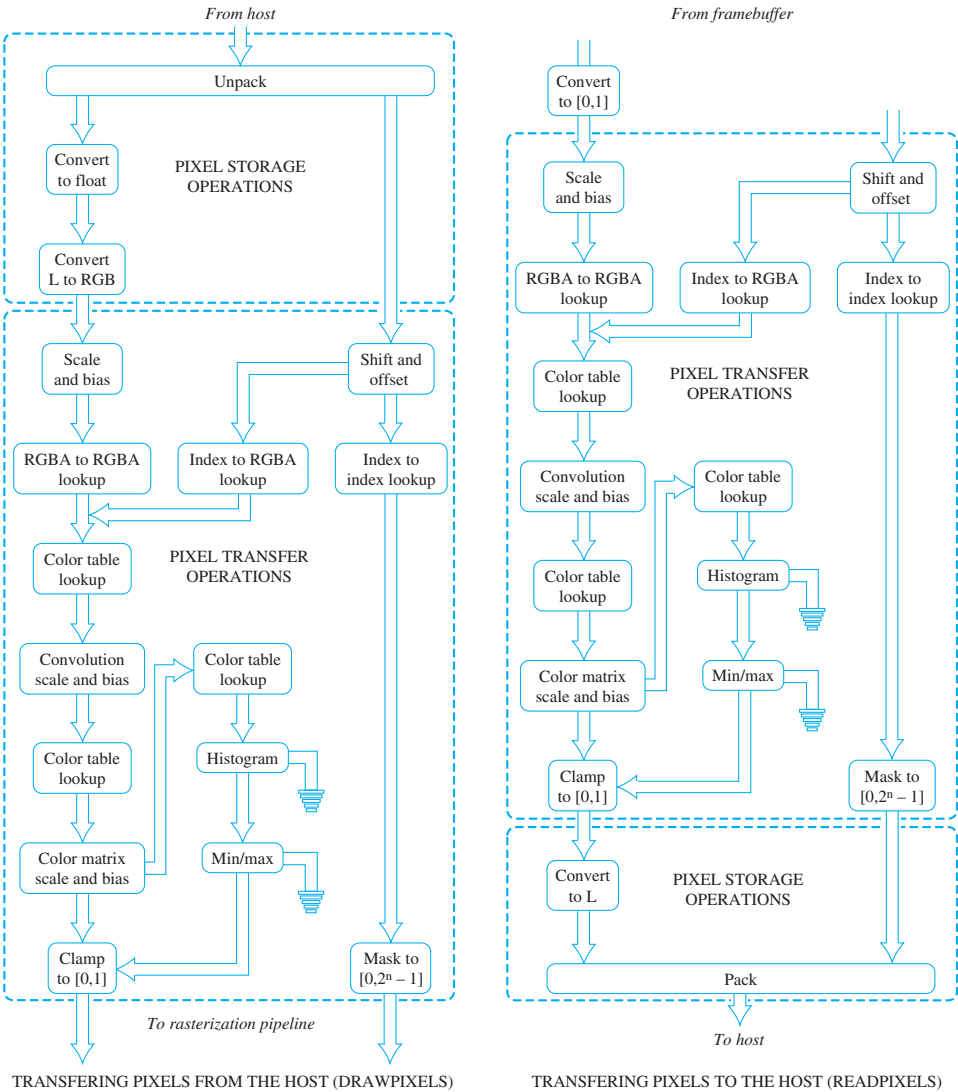 From host
Unpack
Convert
to float
PIXEL STORAGE
OPERATIONS
Convert
L to RGB
Scale
and bias
Shift and
offset
RGBA to RGBA
lookup
Index to RGBA
lookup
Index to
index lookup
Color table
lookup
PIXEL TRANSFER
OPERATIONS
Convolution
scale and bias
Color table
lookup
Color table
lookup
Histogram
Color matrix
scale and bias
Min/max
Clamp
to [0,1]
Mask to
[0,2ⁿ – 1]
To rasterization pipeline
TRANSFERING PIXELS FROM THE HOST (DRAWPIXELS)
From framebuffer
Convert
to [0,1]
Scale
and bias
Shift and
offset
RGBA to RGBA
lookup
Index to RGBA
lookup
Index to
index lookup
Color table
lookup
PIXEL TRANSFER
OPERATIONS
Convolution
scale and bias
Color table
lookup
Color table
lookup
Histogram
Color matrix
scale and bias
Min/max
Clamp
to [0,1]
Mask to
[0,2ⁿ – 1]
Convert
to L
PIXEL STORAGE
OPERATIONS
Pack
To host
TRANSFERING PIXELS TO THE HOST (READPIXELS)